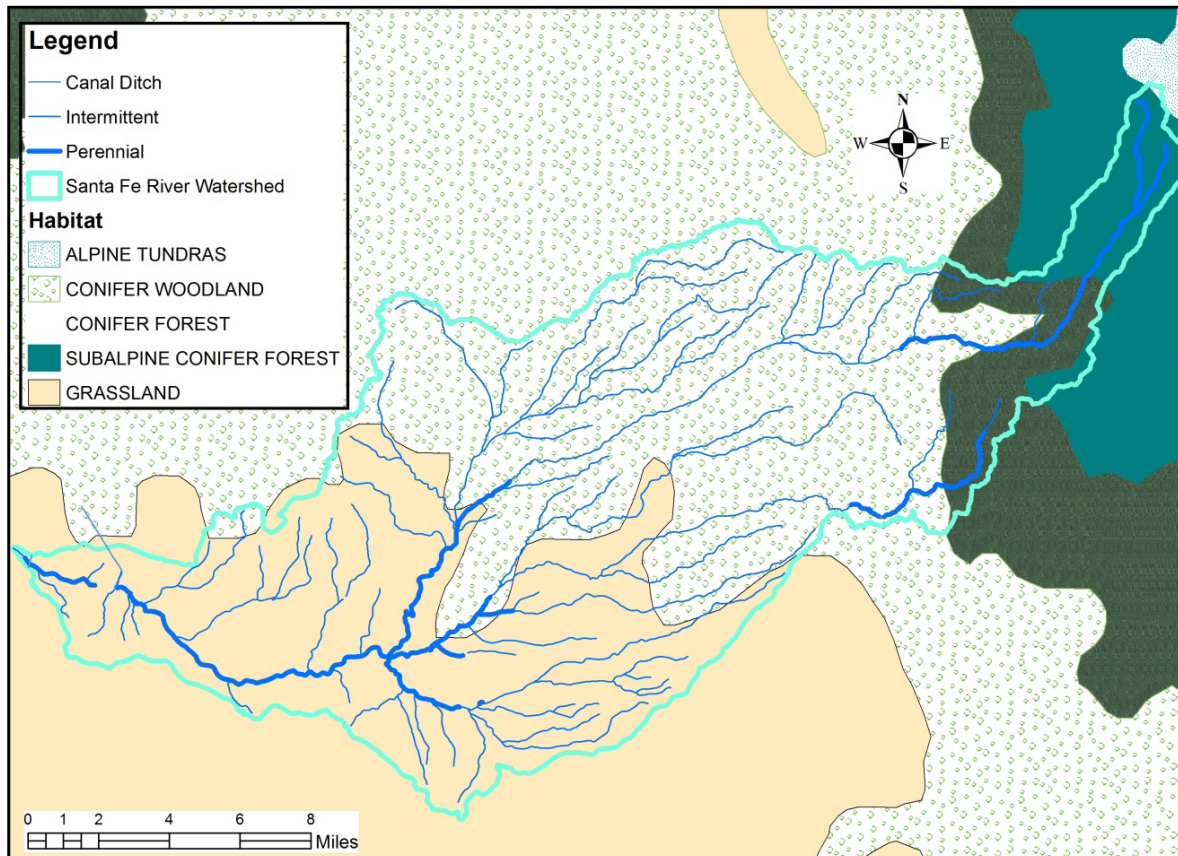 Legend
Canal Ditch
Intermittent
Perennial
Santa Fe River Watershed
Habitat
ALPINE TUNDRAS
CONIFER WOODLAND
CONIFER FOREST
SUBALPINE CONIFER FOREST
GRASSLAND
N
W E
S
0 1 2 4 6 8 Miles